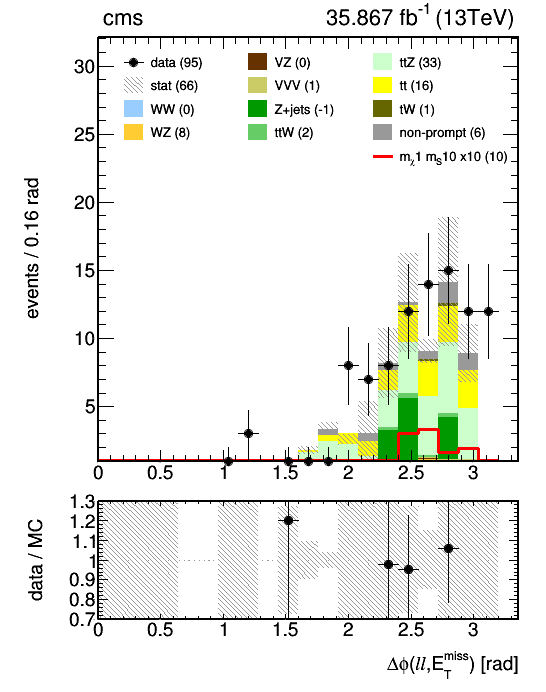 cms 35.867 fb⁻¹ (13TeV)
data (95) VZ (0) ttZ (33)
stat (66) VVV (1) tt (16)
WW (0) Z+jets (-1) tW (1)
WZ (8) ttW (2) non-prompt (6)
mχ1 mS10 x10 (10)
events / 0.16 rad
30
25
20
15
10
5
0 0.5 1 1.5 2 2.5 3
data / MC
1.3
1.2
1.1
1
0.9
0.8
0.7
0 0.5 1 1.5 2 2.5 3
Δϕ(ll,E_T^miss) [rad]